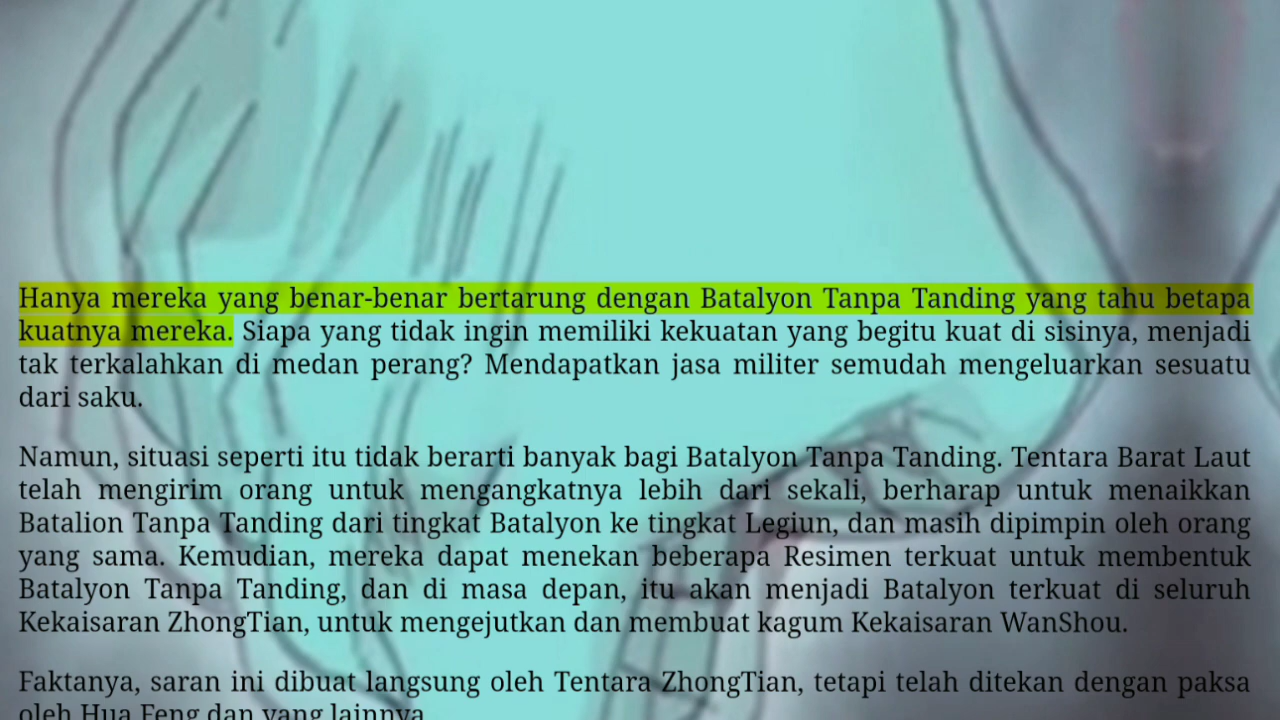 Hanya mereka yang benar-benar bertarung dengan Batalyon Tanpa Tanding yang tahu betapa
kuatnya mereka. Siapa yang tidak ingin memiliki kekuatan yang begitu kuat di sisinya, menjadi
tak terkalahkan di medan perang? Mendapatkan jasa militer semudah mengeluarkan sesuatu
dari saku.
Namun, situasi seperti itu tidak berarti banyak bagi Batalyon Tanpa Tanding. Tentara Barat Laut
telah mengirim orang untuk mengangkatnya lebih dari sekali, berharap untuk menaikkan
Batalion Tanpa Tanding dari tingkat Batalyon ke tingkat Legiun, dan masih dipimpin oleh orang
yang sama. Kemudian, mereka dapat menekan beberapa Resimen terkuat untuk membentuk
Batalyon Tanpa Tanding, dan di masa depan, itu akan menjadi Batalyon terkuat di seluruh
Kekaisaran ZhongTian, untuk mengejutkan dan membuat kagum Kekaisaran WanShou.
Faktanya, saran ini dibuat langsung oleh Tentara ZhongTian, tetapi telah ditekan dengan paksa
oleh Hua Feng dan yang lainnya.